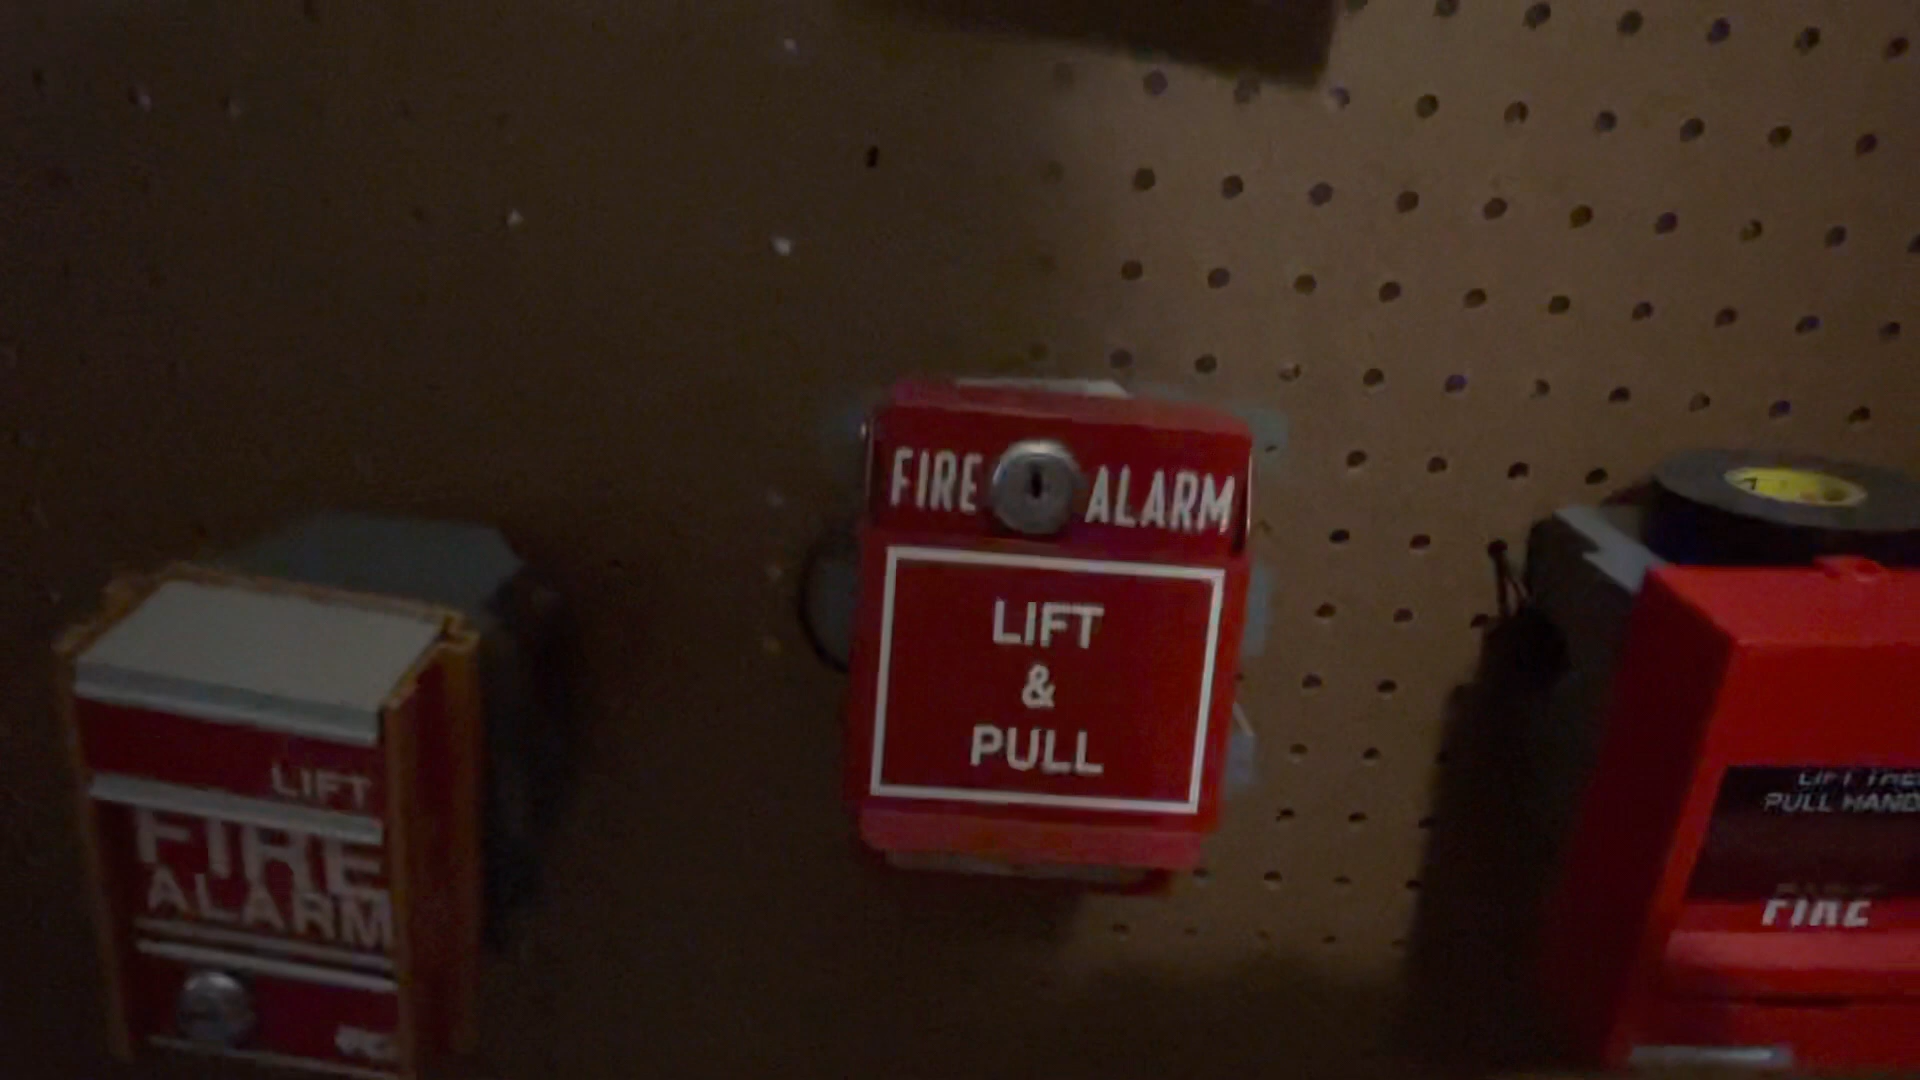 FIRE ALARM
LIFT
&
PULL
LIFT
FIRE
ALARM
PULL HAND
FIRE